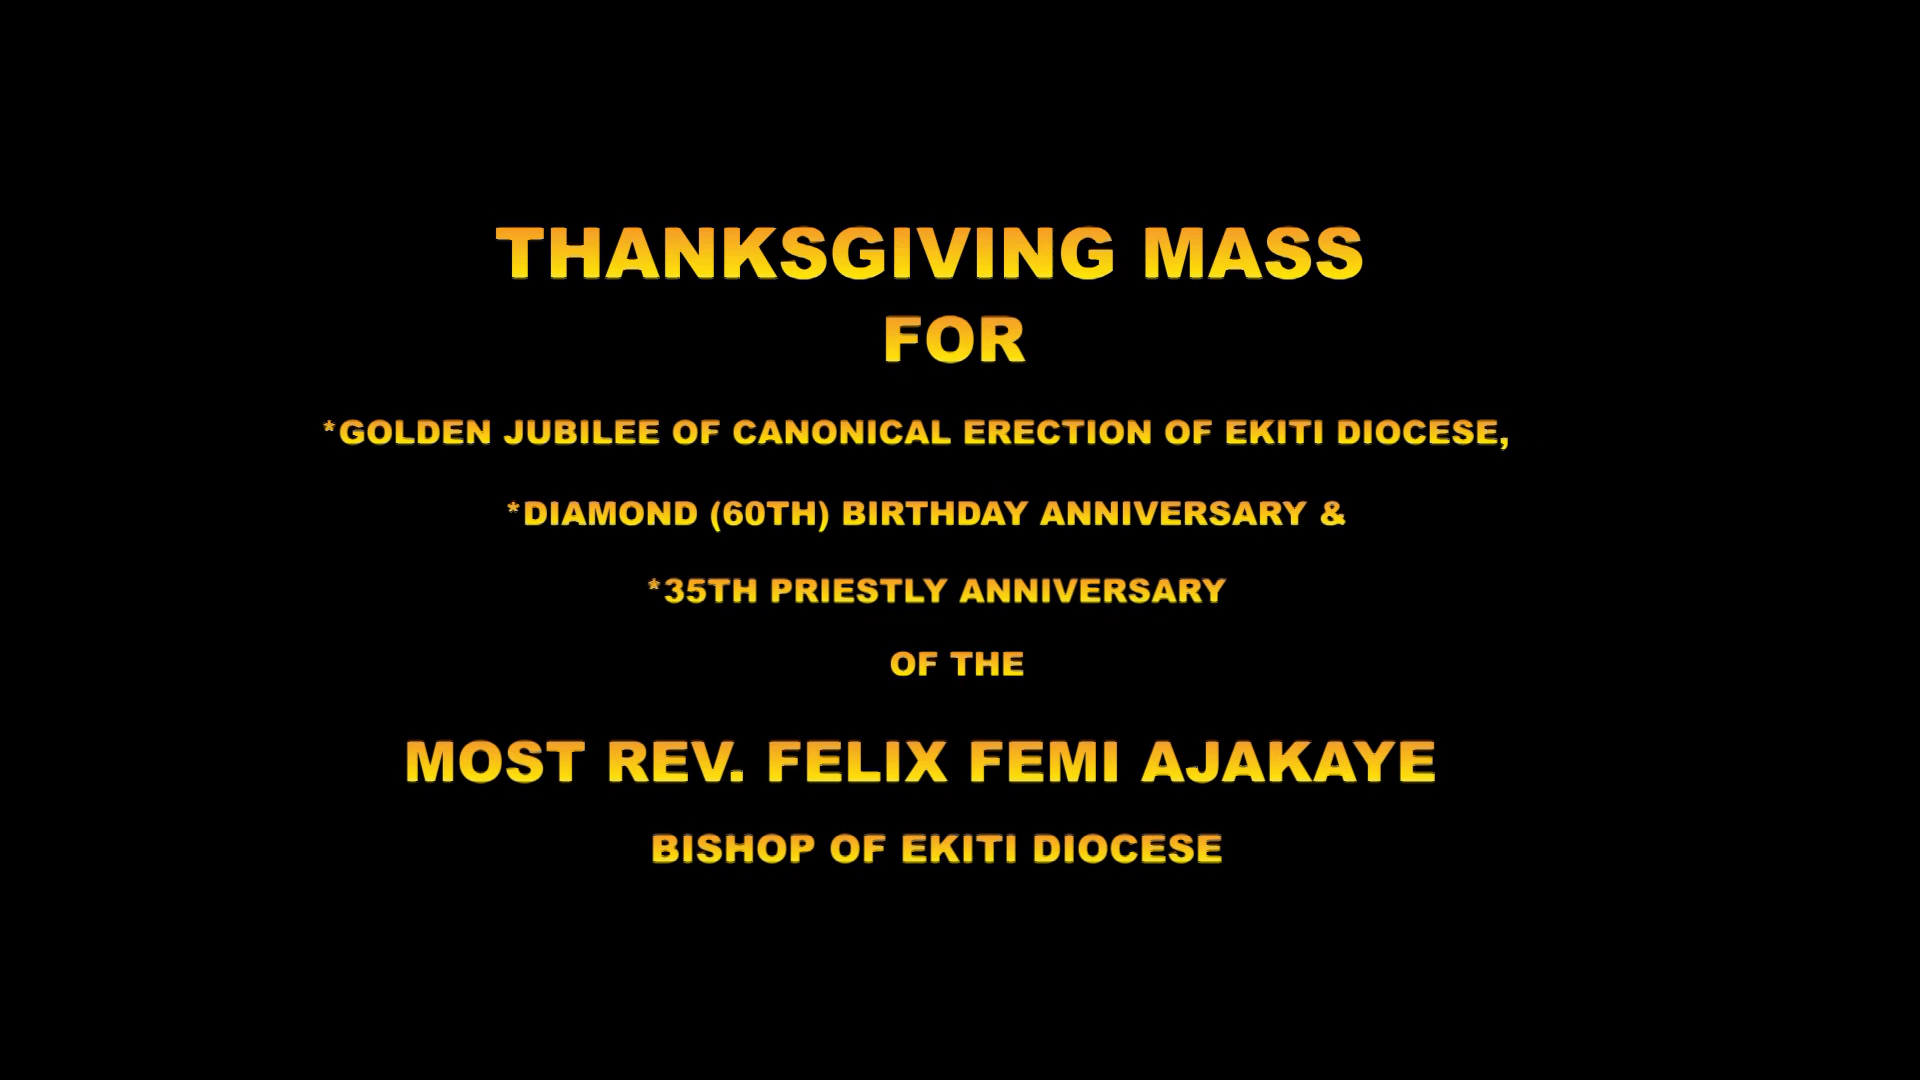 THANKSGIVING MASS
FOR
*GOLDEN JUBILEE OF CANONICAL ERECTION OF EKITI DIOCESE,
*DIAMOND (60TH) BIRTHDAY ANNIVERSARY &
*35TH PRIESTLY ANNIVERSARY
OF THE
MOST REV. FELIX FEMI AJAKAYE
BISHOP OF EKITI DIOCESE